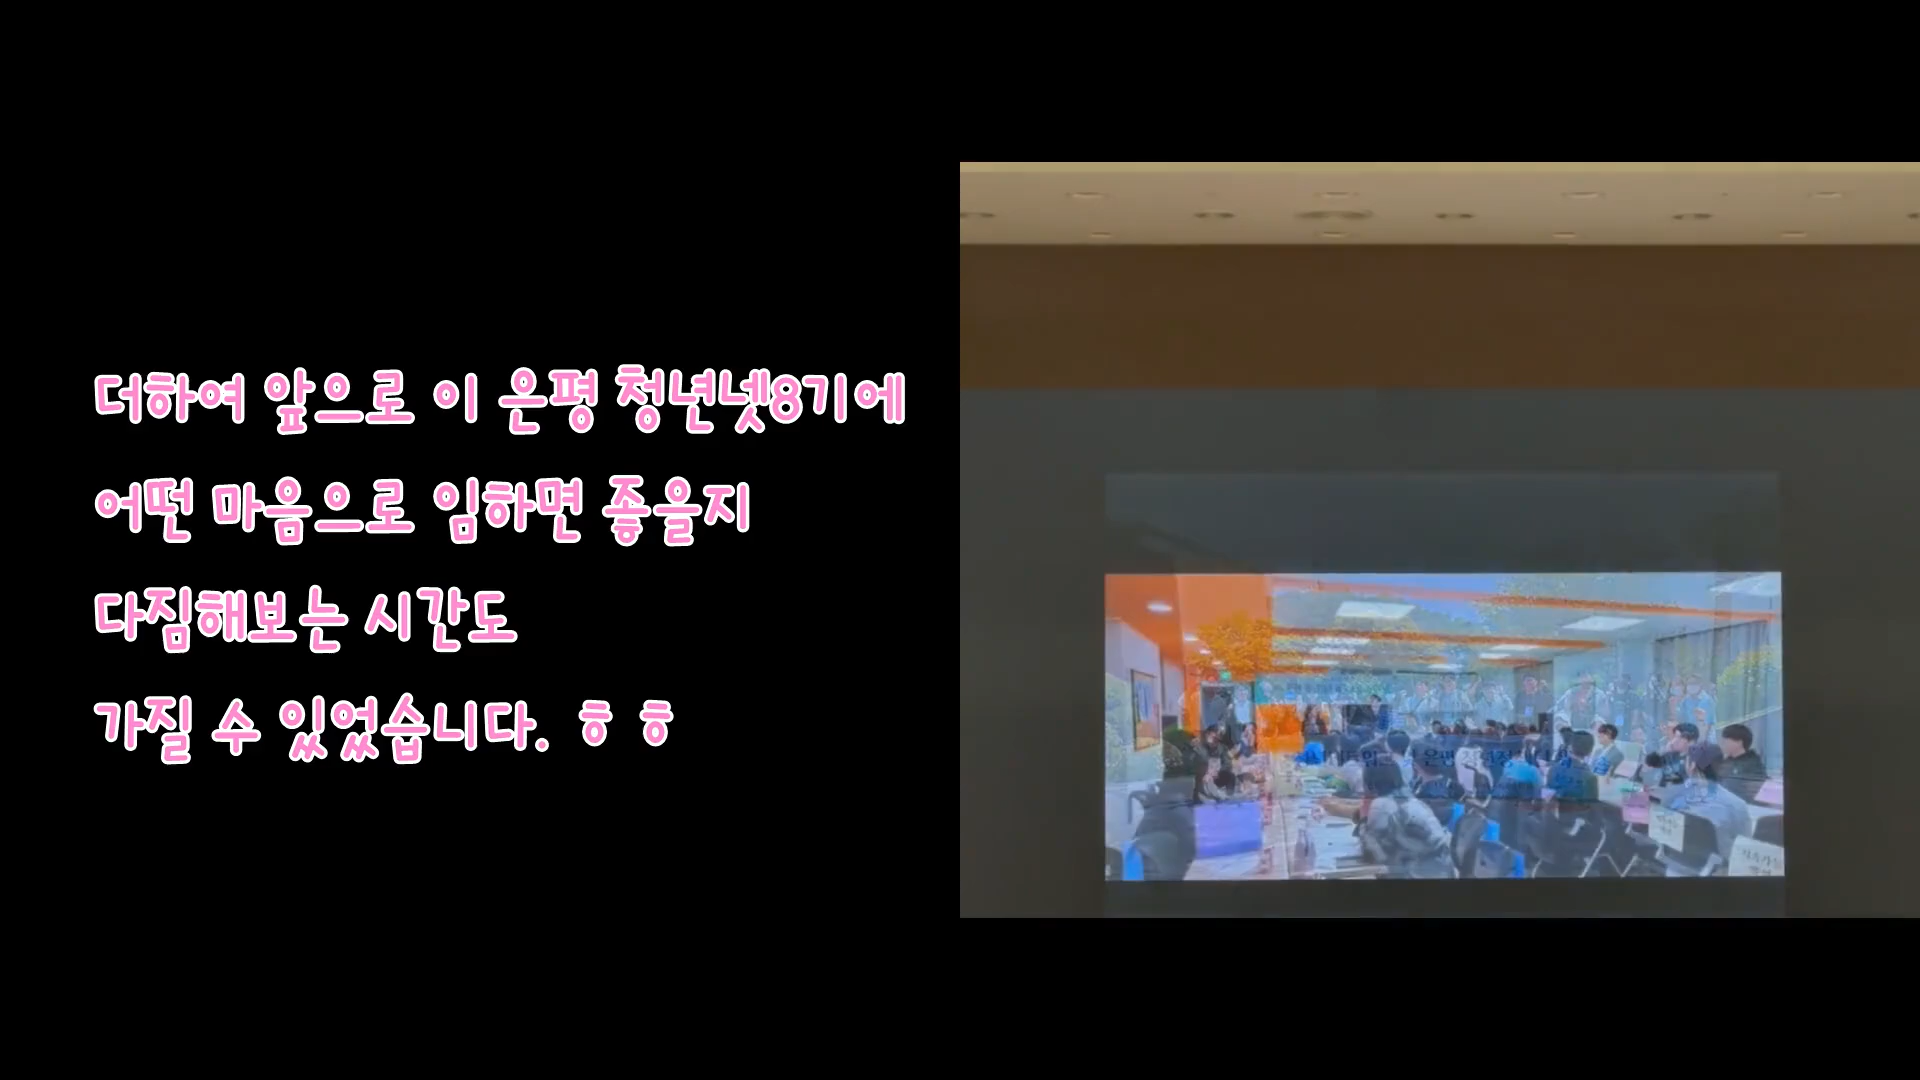 더하여 앞으로 이 은평 청년넷8기에
어떤 마음으로 임하면 좋을지
다짐해보는 시간도
가질 수 있었습니다. ㅎ ㅎ